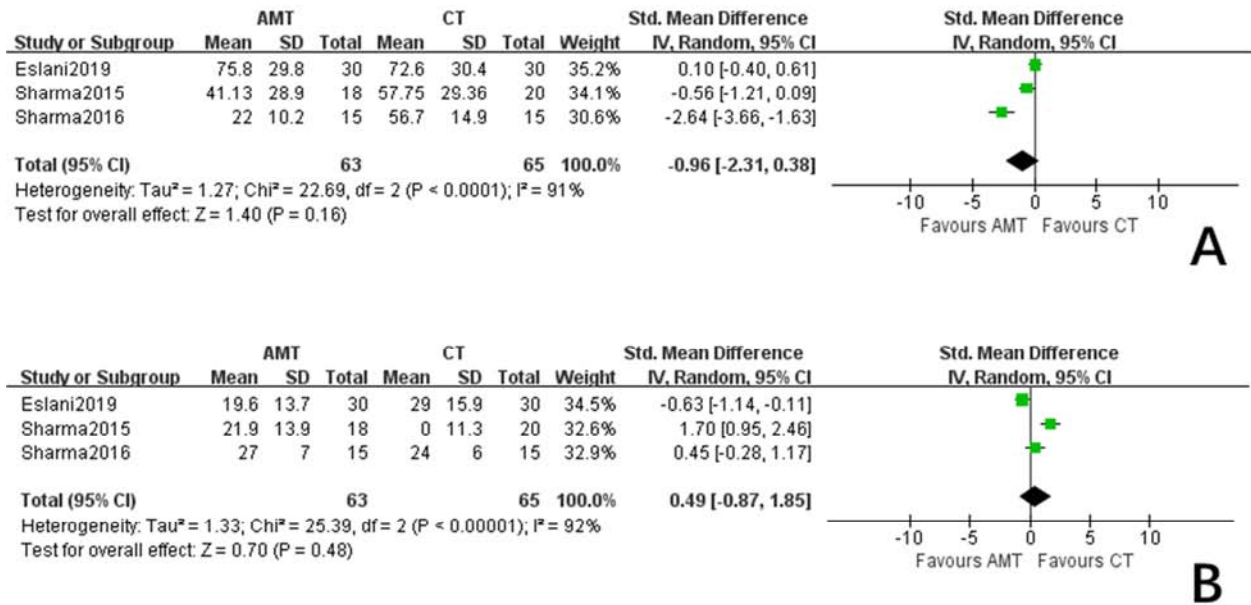 AMT CT Std. Mean Difference Std. Mean Difference
Study or Subgroup Mean SD Total Mean SD Total Weight IV, Random, 95% CI IV, Random, 95% CI
Eslani2019 75.8 29.8 30 72.6 30.4 30 35.2% 0.10 [-0.40, 0.61]
Sharma2015 41.13 28.9 18 57.75 29.36 20 34.1% -0.56 [-1.21, 0.09]
Sharma2016 22 10.2 15 56.7 14.9 15 30.6% -2.64 [-3.66, -1.63]
Total (95% CI) 63 65 100.0% -0.96 [-2.31, 0.38]
Heterogeneity: Tau² = 1.27; Chi² = 22.69, df = 2 (P < 0.0001); I² = 91%
Test for overall effect: Z = 1.40 (P = 0.16)
-10 -5 0 5 10
Favours AMT Favours CT
A
AMT CT Std. Mean Difference Std. Mean Difference
Study or Subgroup Mean SD Total Mean SD Total Weight IV, Random, 95% CI IV, Random, 95% CI
Eslani2019 19.6 13.7 30 29 15.9 30 34.5% -0.63 [-1.14, -0.11]
Sharma2015 21.9 13.9 18 0 11.3 20 32.6% 1.70 [0.95, 2.46]
Sharma2016 27 7 15 24 6 15 32.9% 0.45 [-0.28, 1.17]
Total (95% CI) 63 65 100.0% 0.49 [-0.87, 1.85]
Heterogeneity: Tau² = 1.33; Chi² = 25.39, df = 2 (P < 0.00001); I² = 92%
Test for overall effect: Z = 0.70 (P = 0.48)
-10 -5 0 5 10
Favours AMT Favours CT
B